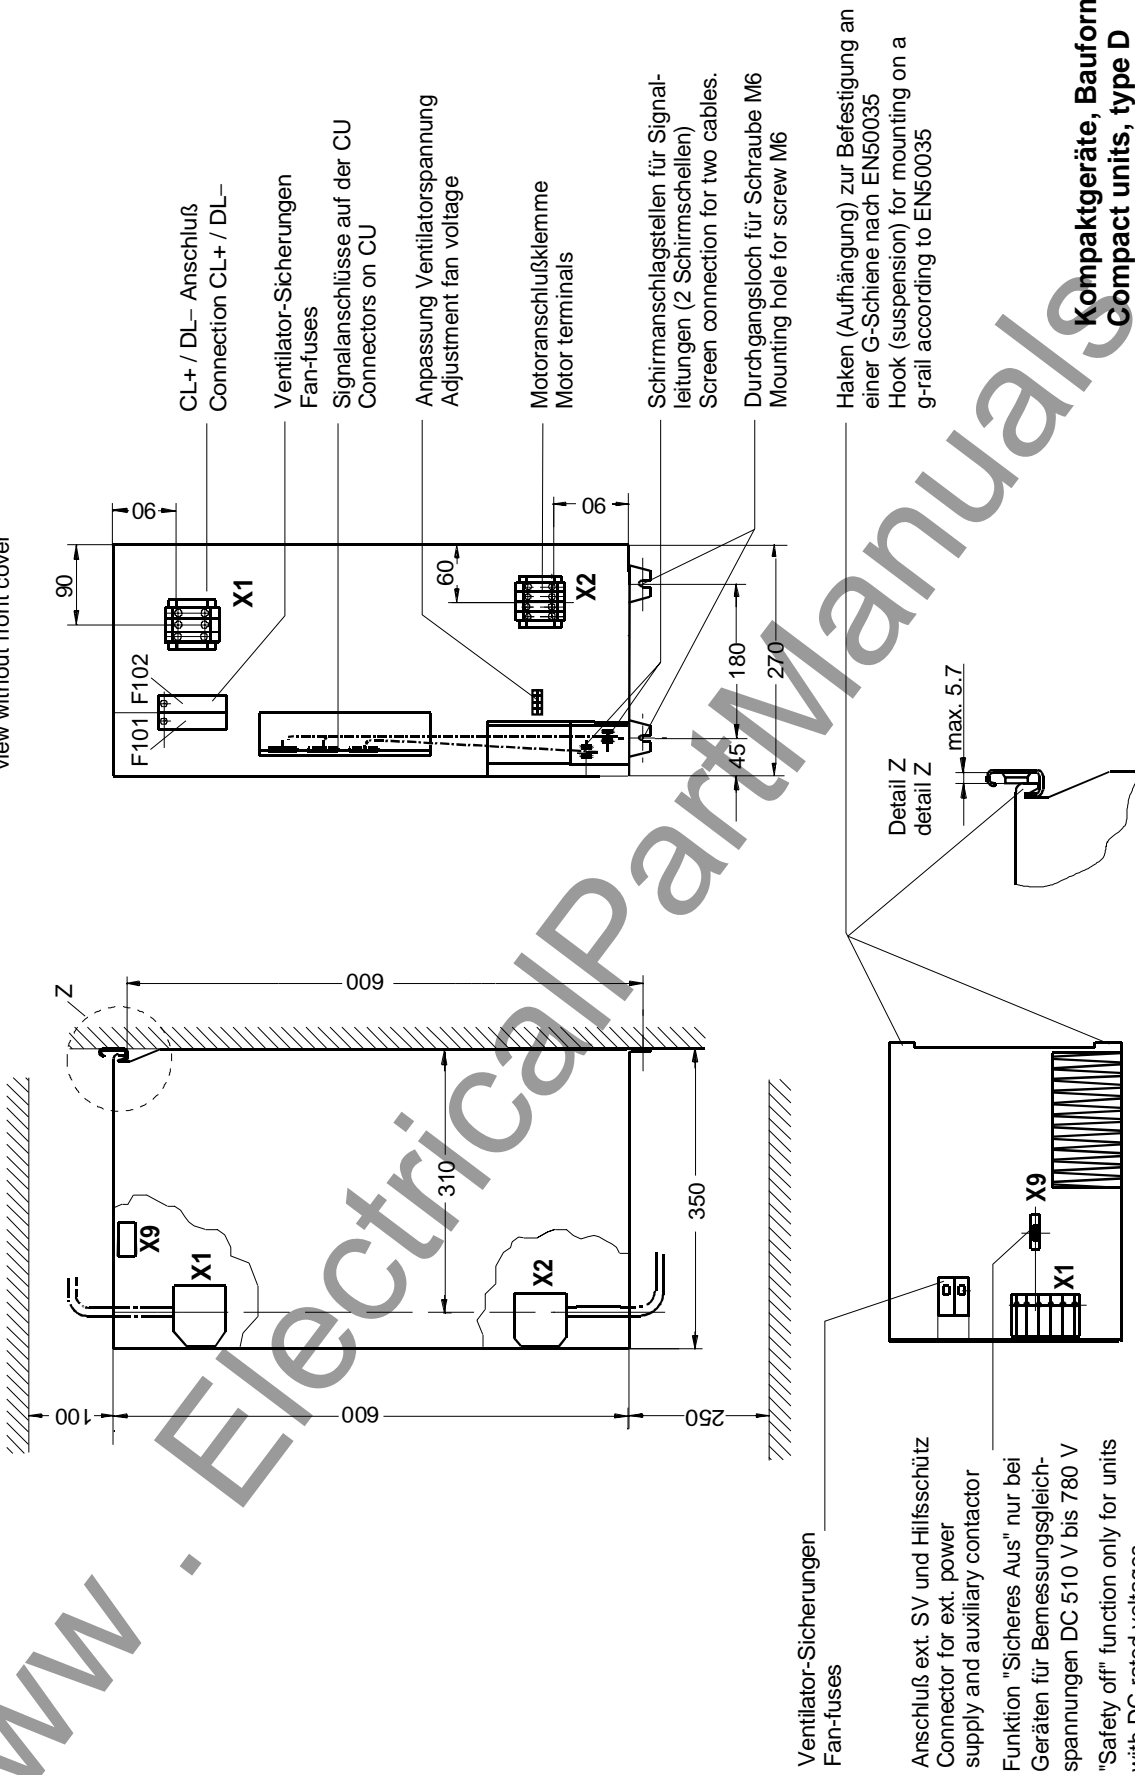 view without front cover
CL+ / DL– Anschluß
Connection CL+ / DL–
Ventilator-Sicherungen
Fan-fuses
Signalanschlüsse auf der CU
Connectors on CU
Anpassung Ventilatorspannung
Adjustment fan voltage
Motoranschlußklemme
Motor terminals
Schirmanschlagstellen für Signal-
leitungen (2 Schirmschellen)
Screen connection for two cables.
Durchgangsloch für Schraube M6
Mounting hole for screw M6
Haken (Aufhängung) zur Befestigung an
einer G-Schiene nach EN50035
Hook (suspension) for mounting on a
g-rail according to EN50035
Kompaktgeräte,
Compact units, type D
90
90
F101 F102
X1
60
90
X2
45
180
270
Z
600
X9
X1
310
X2
350
100
600
250
Detail Z
detail Z
max. 5.7
X9
X1
Ventilator-Sicherungen
Fan-fuses
Anschluß ext. SV und Hilfsschütz
Connector for ext. power
supply and auxiliary contactor
Funktion "Sicheres Aus" nur bei
Geräten für Bemessungsgleich-
spannungen DC 510 V bis 780 V
"Safety off" function only for units
with DC rated voltages
ww . ElectricalPartManuals